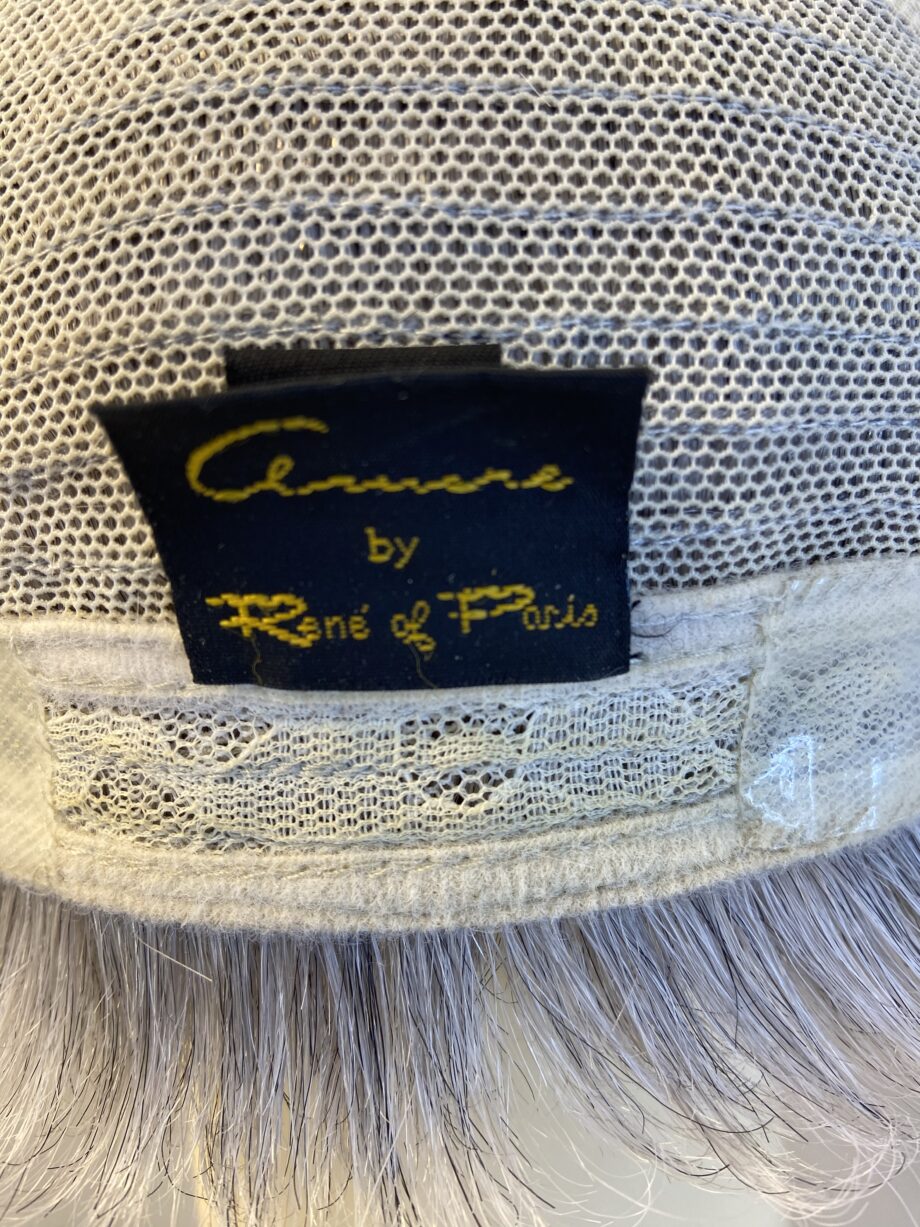 Amore
by
René of Paris